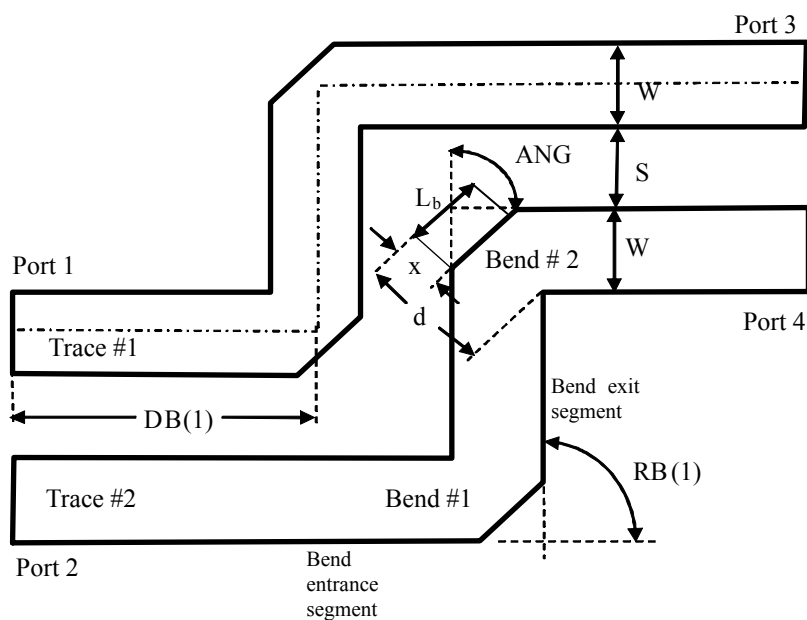 Port 3
W
ANG
S
L_b
Port 1
W
x
Bend # 2
d
Port 4
Trace #1
Bend exit
segment
DB(1)
RB(1)
Trace #2
Bend #1
Port 2
Bend
entrance
segment